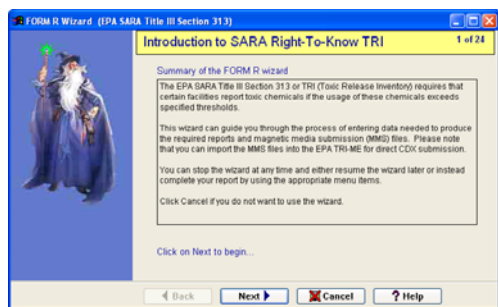 FORM R Wizard (EPA SARA Title III Section 313)
Introduction to SARA Right-To-Know TRI
1 of 24
Summary of the FORM R wizard
The EPA SARA Title III Section 313 or TRI (Toxic Release Inventory) requires that
certain facilities report toxic chemicals if the usage of these chemicals exceeds
specified thresholds.
This wizard can guide you through the process of entering data needed to produce
the required reports and magnetic media submission (MMS) files. Please note
that you can import the MMS files into the EPA TRI-ME for direct CDX submission.
You can stop the wizard at any time and either resume the wizard later or instead
complete your report by using the appropriate menu items.
Click Cancel if you do not want to use the wizard.
Click on Next to begin...
Back Next Cancel ? Help